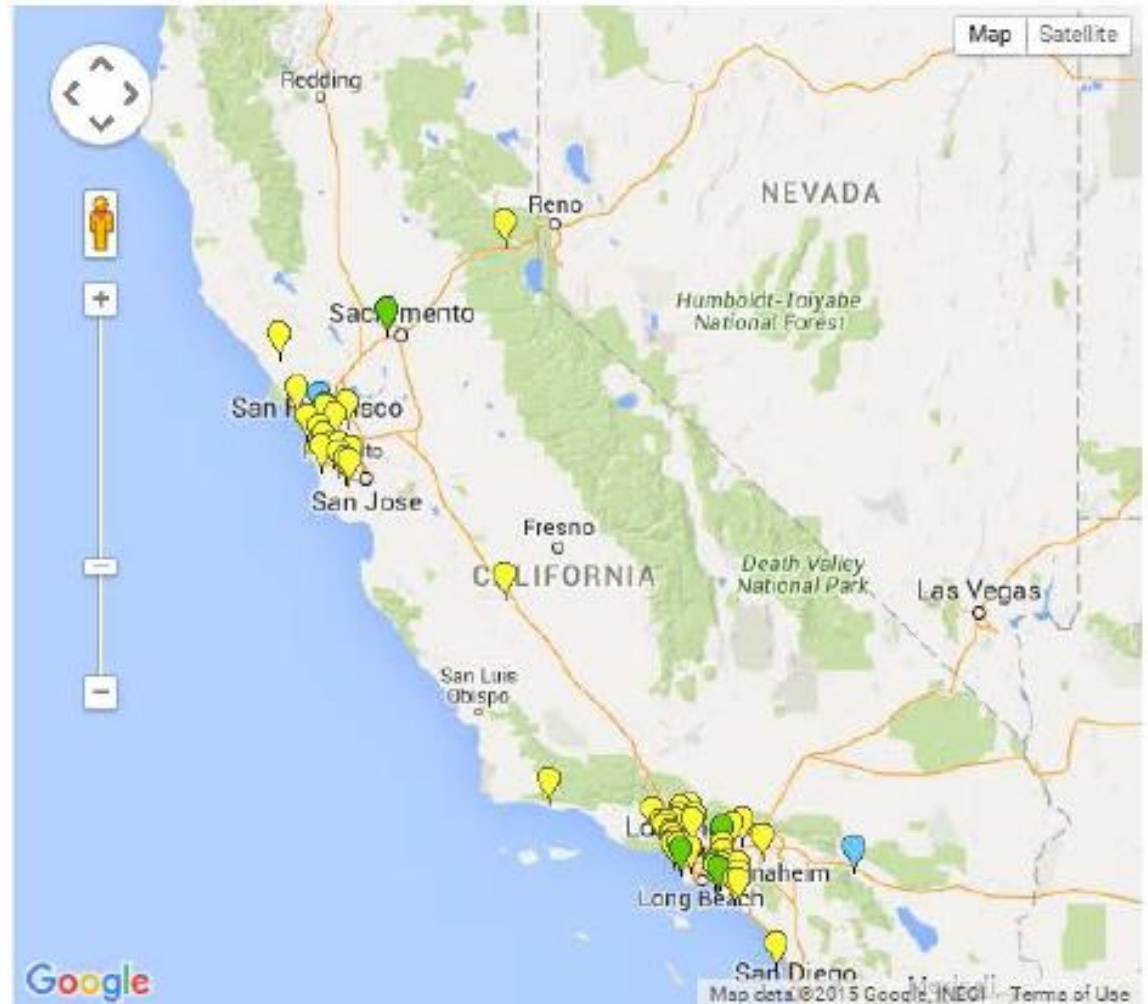 Map Satellite
Redding
Reno
NEVADA
Sacramento
Humboldt-Toiyabe
National Forest
San Francisco
San Jose
Fresno
CALIFORNIA
Death Valley
National Park
Las Vegas
San Luis
Obispo
Anaheim
Long Beach
San Diego
Google
Map data ©2015 Google, INEGI Terms of Use